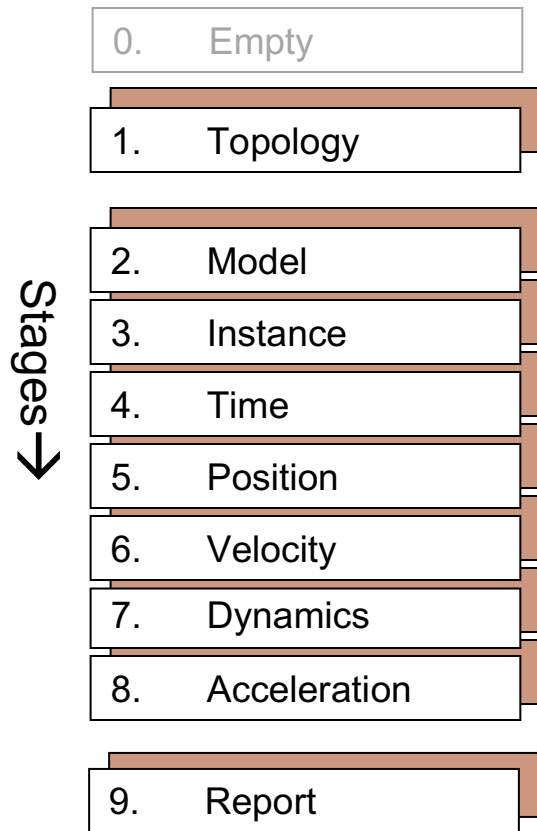 0. Empty
1. Topology
2. Model
3. Instance
4. Time
5. Position
6. Velocity
7. Dynamics
8. Acceleration
9. Report
Stages→